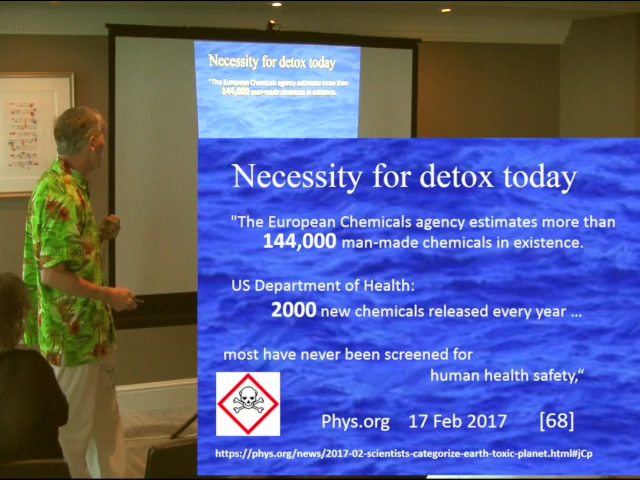 Necessity for detox today
"The European Chemicals agency estimates more than
144,000 man-made chemicals in existence.
Necessity for detox today
"The European Chemicals agency estimates more than
144,000 man-made chemicals in existence.
US Department of Health:
2000 new chemicals released every year ...
most have never been screened for
human health safety,“
Phys.org 17 Feb 2017 [68]
https://phys.org/news/2017-02-scientists-categorize-earth-toxic-planet.html#jCp